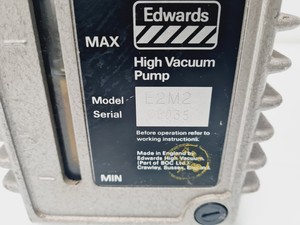 Edwards
MAX
High Vacuum
Pump
Model E2M2
Serial
Before operation refer to
working instructions.
Made in England by
Edwards High Vacuum.
(Part of BOC Ltd.)
Crawley, Sussex, England
MIN